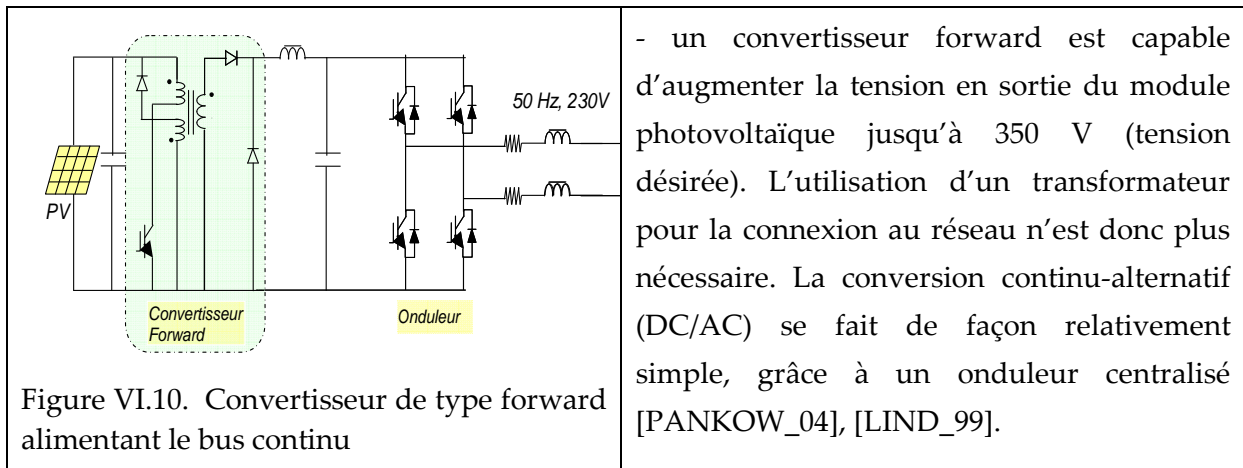 50 Hz, 230V
PV
Convertisseur
Forward
Onduleur
Figure VI.10. Convertisseur de type forward
alimentant le bus continu
- un convertisseur forward est capable
d’augmenter la tension en sortie du module
photovoltaïque jusqu’à 350 V (tension
désirée). L’utilisation d’un transformateur
pour la connexion au réseau n’est donc plus
nécessaire. La conversion continu-alternatif
(DC/AC) se fait de façon relativement
simple, grâce à un onduleur centralisé
[PANKOW_04], [LIND_99].